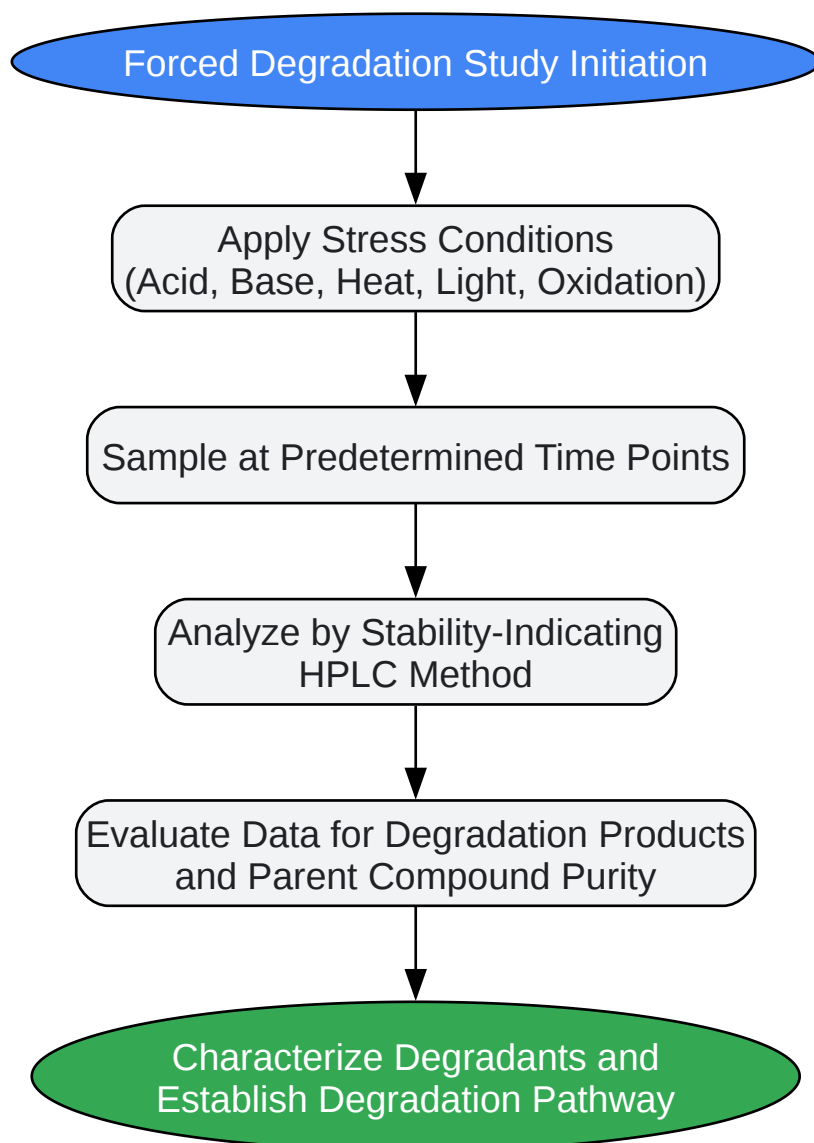 Forced Degradation Study Initiation
Apply Stress Conditions
(Acid, Base, Heat, Light, Oxidation)
Sample at Predetermined Time Points
Analyze by Stability-Indicating
HPLC Method
Evaluate Data for Degradation Products
and Parent Compound Purity
Characterize Degradants and
Establish Degradation Pathway